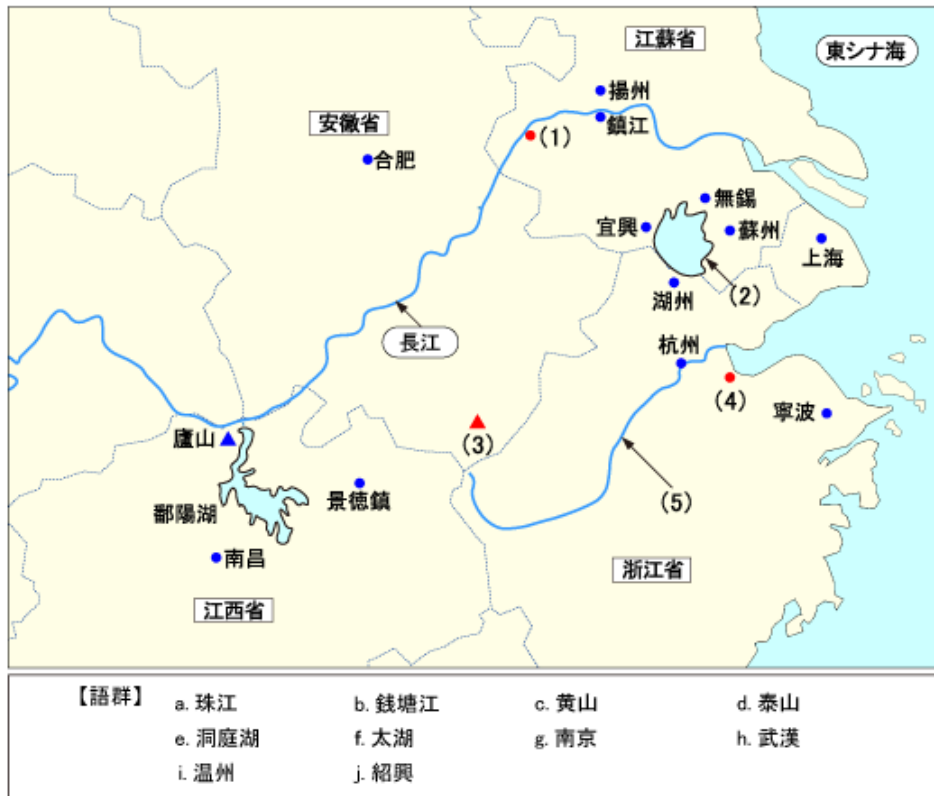 江蘇省
東シナ海
揚州
安徽省
鎮江
(1)
合肥
無錫
宜興
蘇州
上海
(2)
湖州
長江
杭州
(4)
寧波
廬山
(3)
景徳鎮
(5)
鄱陽湖
南昌
浙江省
江西省
【語群】 a. 珠江 b. 銭塘江 c. 黄山 d. 泰山
e. 洞庭湖 f. 太湖 g. 南京 h. 武漢
i. 温州 j. 紹興